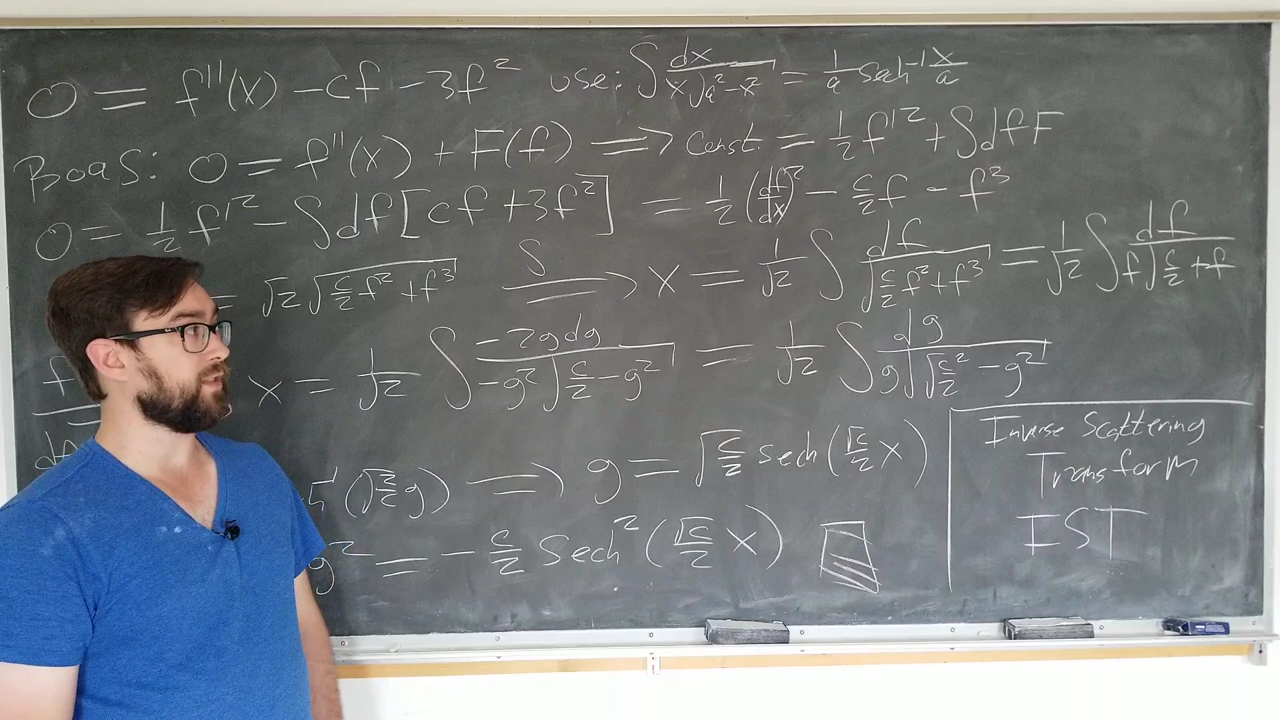 0 = f''(x) - cf - 3f² use: ∫ dx / x√(a²-x²) = 1/a sech⁻¹ x/a
Boas: 0 = f''(x) + F(f) ⟹ Const. = ½ f'² + ∫ df F
0 = ½ f'² - ∫ df [cf + 3f²] = ½ (df/dx)² - c/2 f - f³
= √2 √(c/2 f² + f³) ∫⟹ x = 1/√2 ∫ df / √(c/2 f² + f³) = 1/√2 ∫ df / f√(c/2 + f)
x = 1/√2 ∫ -2g dg / -g²√(c/2 - g²) = 1/√2 ∫ dg / g√(√(c/2)² - g²)
⟹ g = √(c/2) sech(√c/2 x)
g² = - c/2 Sech²(√c/2 x)
Inverse Scattering
Transform
IST